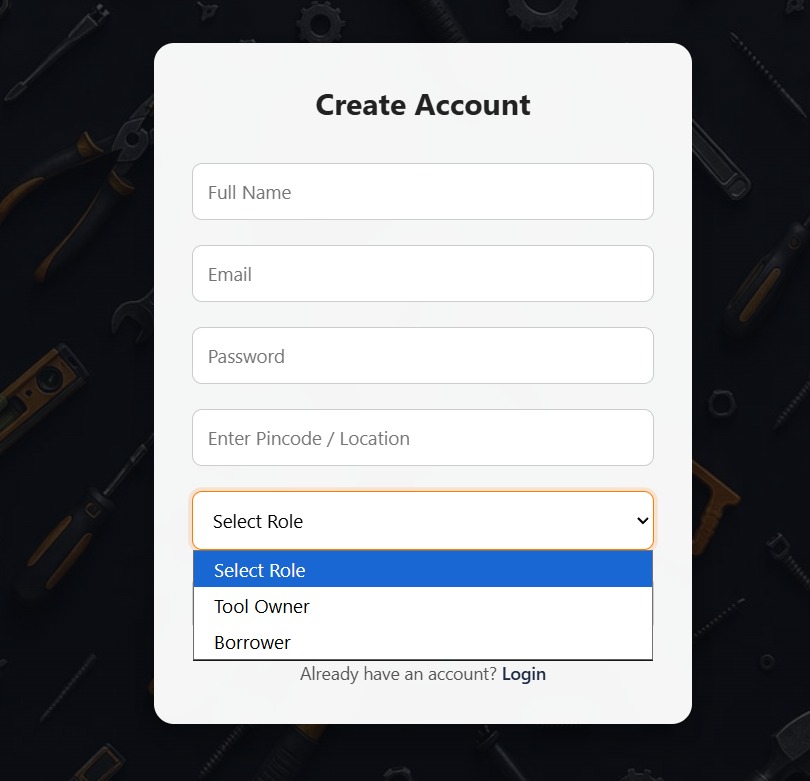 Create Account
Full Name
Email
Password
Enter Pincode / Location
Select Role
Select Role
Tool Owner
Borrower
Already have an account? Login